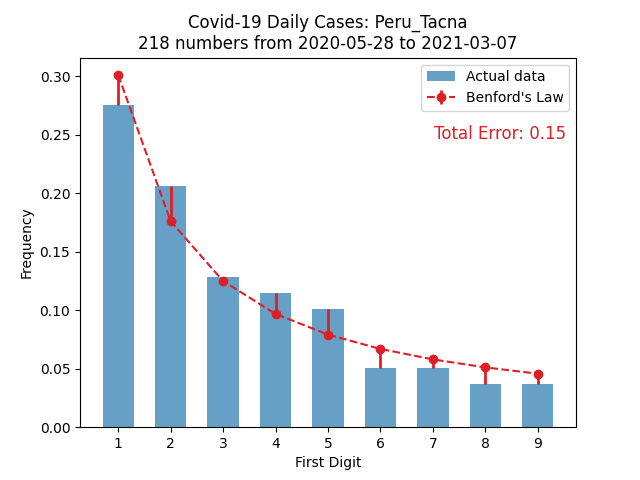 Covid-19 Daily Cases: Peru_Tacna
218 numbers from 2020-05-28 to 2021-03-07
Actual data
Benford's Law
Total Error: 0.15
Frequency
0.30
0.25
0.20
0.15
0.10
0.05
0.00
1 2 3 4 5 6 7 8 9
First Digit